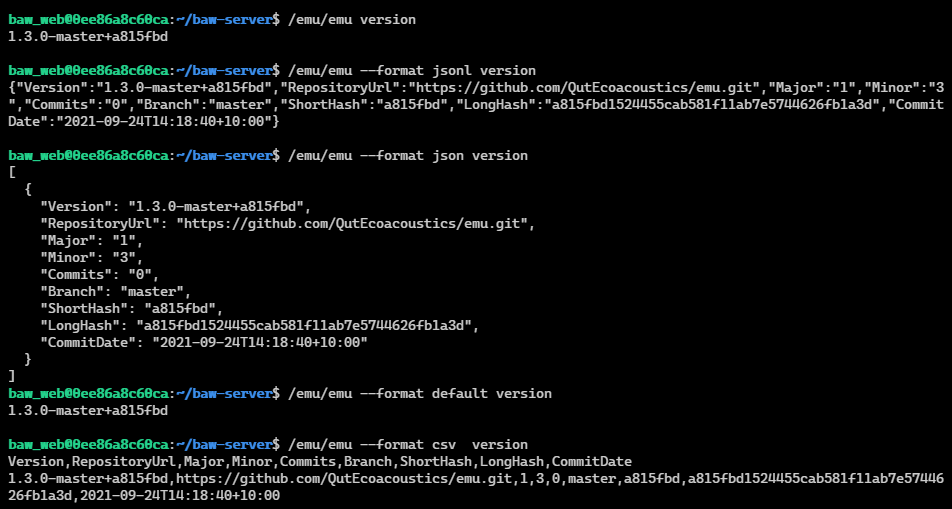 baw_web@0ee86a8c60ca:~/baw-server$ /emu/emu version
1.3.0-master+a815fbd
baw_web@0ee86a8c60ca:~/baw-server$ /emu/emu --format jsonl version
{"Version":"1.3.0-master+a815fbd","RepositoryUrl":"https://github.com/QutEcoacoustics/emu.git","Major":"1","Minor":"3
","Commits":"0","Branch":"master","ShortHash":"a815fbd","LongHash":"a815fbd1524455cab581f11ab7e5744626fb1a3d","Commit
Date":"2021-09-24T14:18:40+10:00"}
baw_web@0ee86a8c60ca:~/baw-server$ /emu/emu --format json version
[
  {
    "Version": "1.3.0-master+a815fbd",
    "RepositoryUrl": "https://github.com/QutEcoacoustics/emu.git",
    "Major": "1",
    "Minor": "3",
    "Commits": "0",
    "Branch": "master",
    "ShortHash": "a815fbd",
    "LongHash": "a815fbd1524455cab581f11ab7e5744626fb1a3d",
    "CommitDate": "2021-09-24T14:18:40+10:00"
  }
]
baw_web@0ee86a8c60ca:~/baw-server$ /emu/emu --format default version
1.3.0-master+a815fbd
baw_web@0ee86a8c60ca:~/baw-server$ /emu/emu --format csv  version
Version,RepositoryUrl,Major,Minor,Commits,Branch,ShortHash,LongHash,CommitDate
1.3.0-master+a815fbd,https://github.com/QutEcoacoustics/emu.git,1,3,0,master,a815fbd,a815fbd1524455cab581f11ab7e57446
26fb1a3d,2021-09-24T14:18:40+10:00